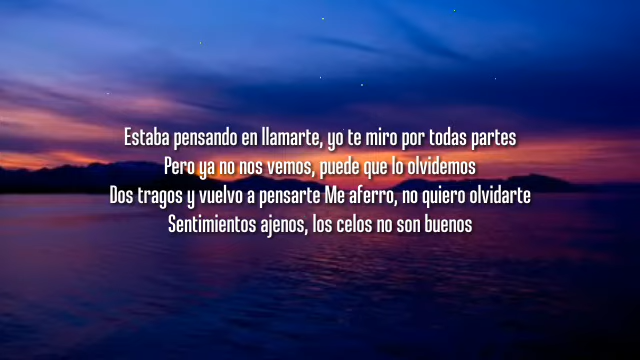 Estaba pensando en llamarte, yo te miro por todas partes
Pero ya no nos vemos, puede que lo olvidemos
Dos tragos y vuelvo a pensarte Me aferro, no quiero olvidarte
Sentimientos ajenos, los celos no son buenos